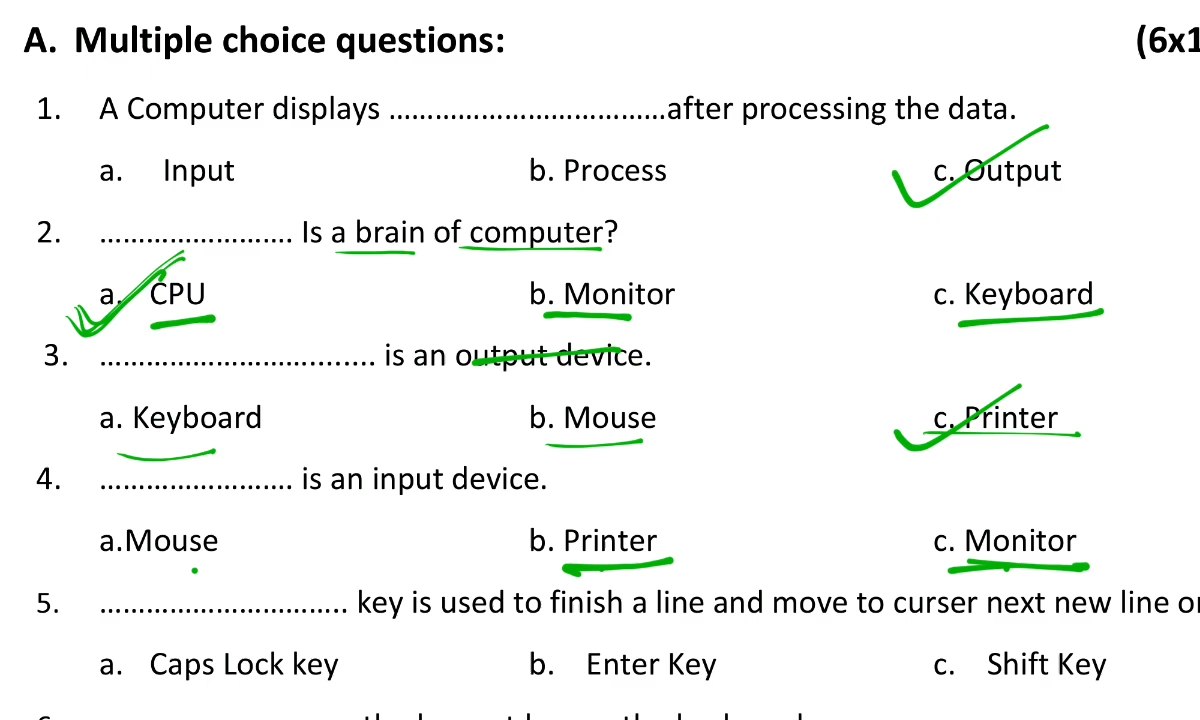 A. Multiple choice questions: (6x1
1. A Computer displays ....................................after processing the data.
a. Input b. Process c. Output
2. ......................... Is a brain of computer?
a. CPU b. Monitor c. Keyboard
3. .................................... is an output device.
a. Keyboard b. Mouse c. Printer
4. ......................... is an input device.
a.Mouse b. Printer c. Monitor
5. ................................ key is used to finish a line and move to curser next new line or
a. Caps Lock key b. Enter Key c. Shift Key